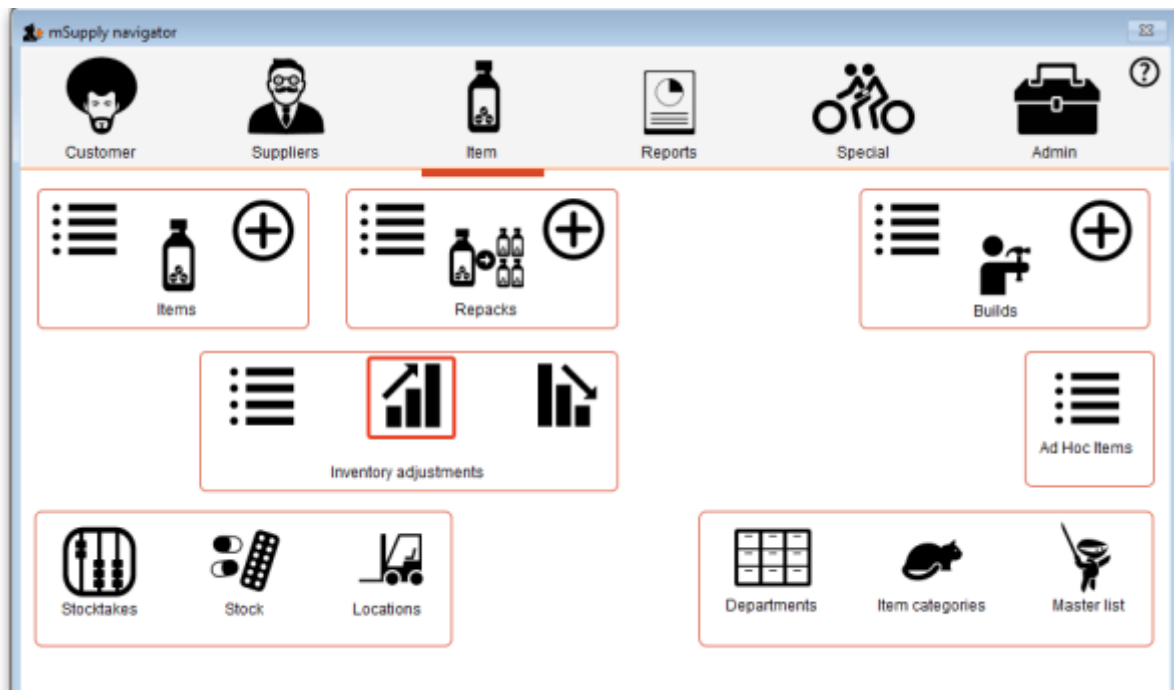 mSupply navigator
Customer
Suppliers
Item
Reports
Special
Admin
Items
Repacks
Builds
Inventory adjustments
Ad Hoc Items
Stocktakes
Stock
Locations
Departments
Item categories
Master list